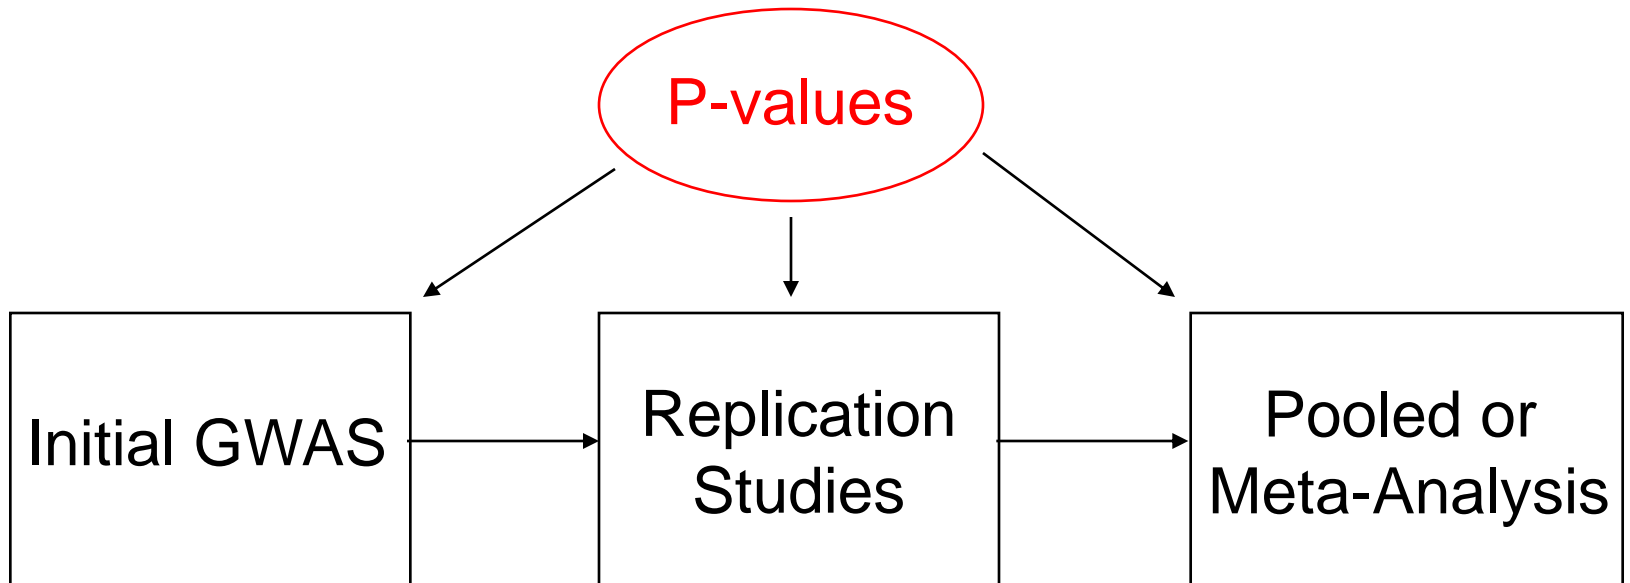 P-values
Initial GWAS
Replication
Studies
Pooled or
Meta-Analysis